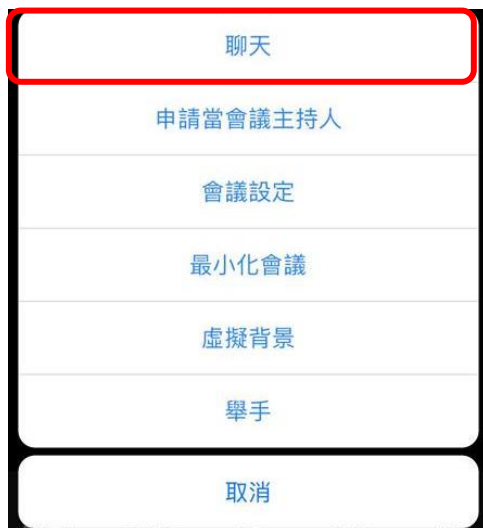 聊天
申請當會議主持人
會議設定
最小化會議
虛擬背景
舉手
取消